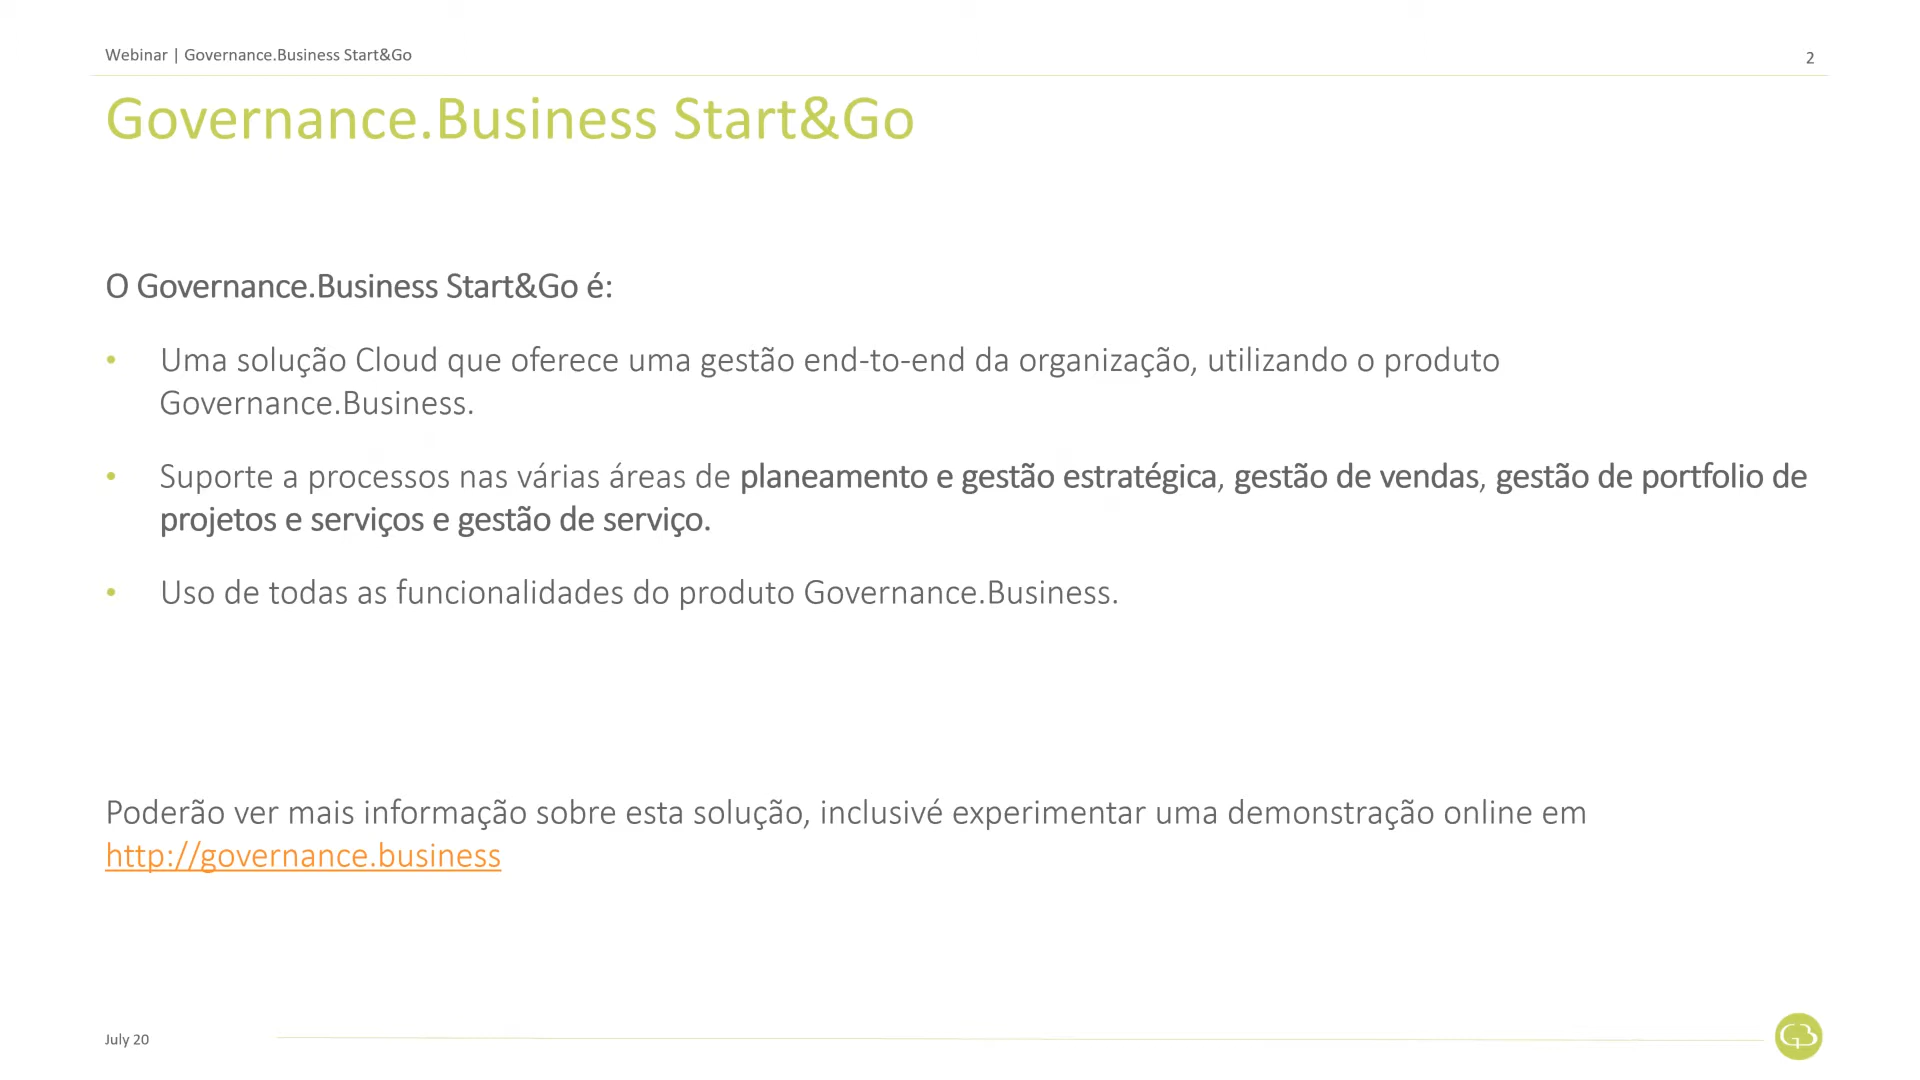 Webinar | Governance.Business Start&Go
2
Governance.Business Start&Go
O Governance.Business Start&Go é:
• Uma solução Cloud que oferece uma gestão end-to-end da organização, utilizando o produto
Governance.Business.
• Suporte a processos nas várias áreas de planeamento e gestão estratégica, gestão de vendas, gestão de portfolio de
projetos e serviços e gestão de serviço.
• Uso de todas as funcionalidades do produto Governance.Business.
Poderão ver mais informação sobre esta solução, inclusivé experimentar uma demonstração online em
http://governance.business
July 20
GB